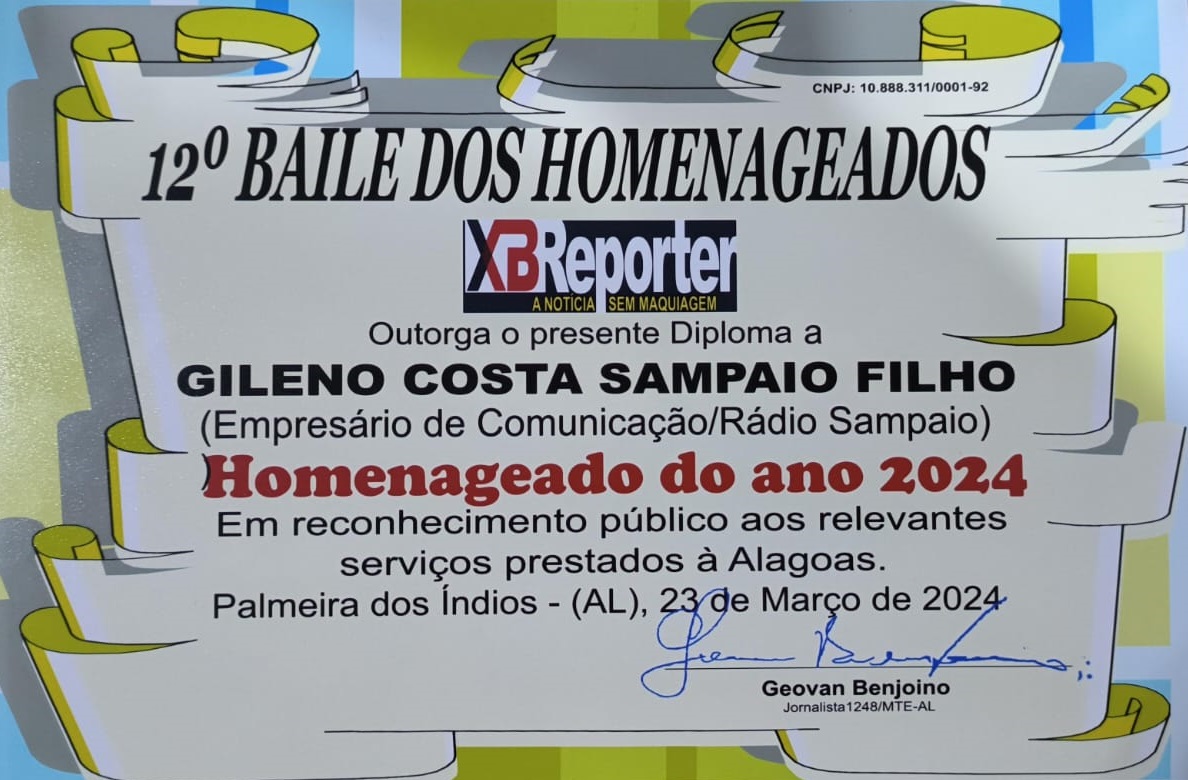 CNPJ: 10.888.311/0001-92
12º BAILE DOS HOMENAGEADOS
XBReporter
A NOTÍCIA SEM MAQUIAGEM
Outorga o presente Diploma a
GILENO COSTA SAMPAIO FILHO
(Empresário de Comunicação/Rádio Sampaio)
Homenageado do ano 2024
Em reconhecimento público aos relevantes
serviços prestados à Alagoas.
Palmeira dos Índios - (AL), 23 de Março de 2024
Geovan Benjoino
Jornalista1248/MTE-AL